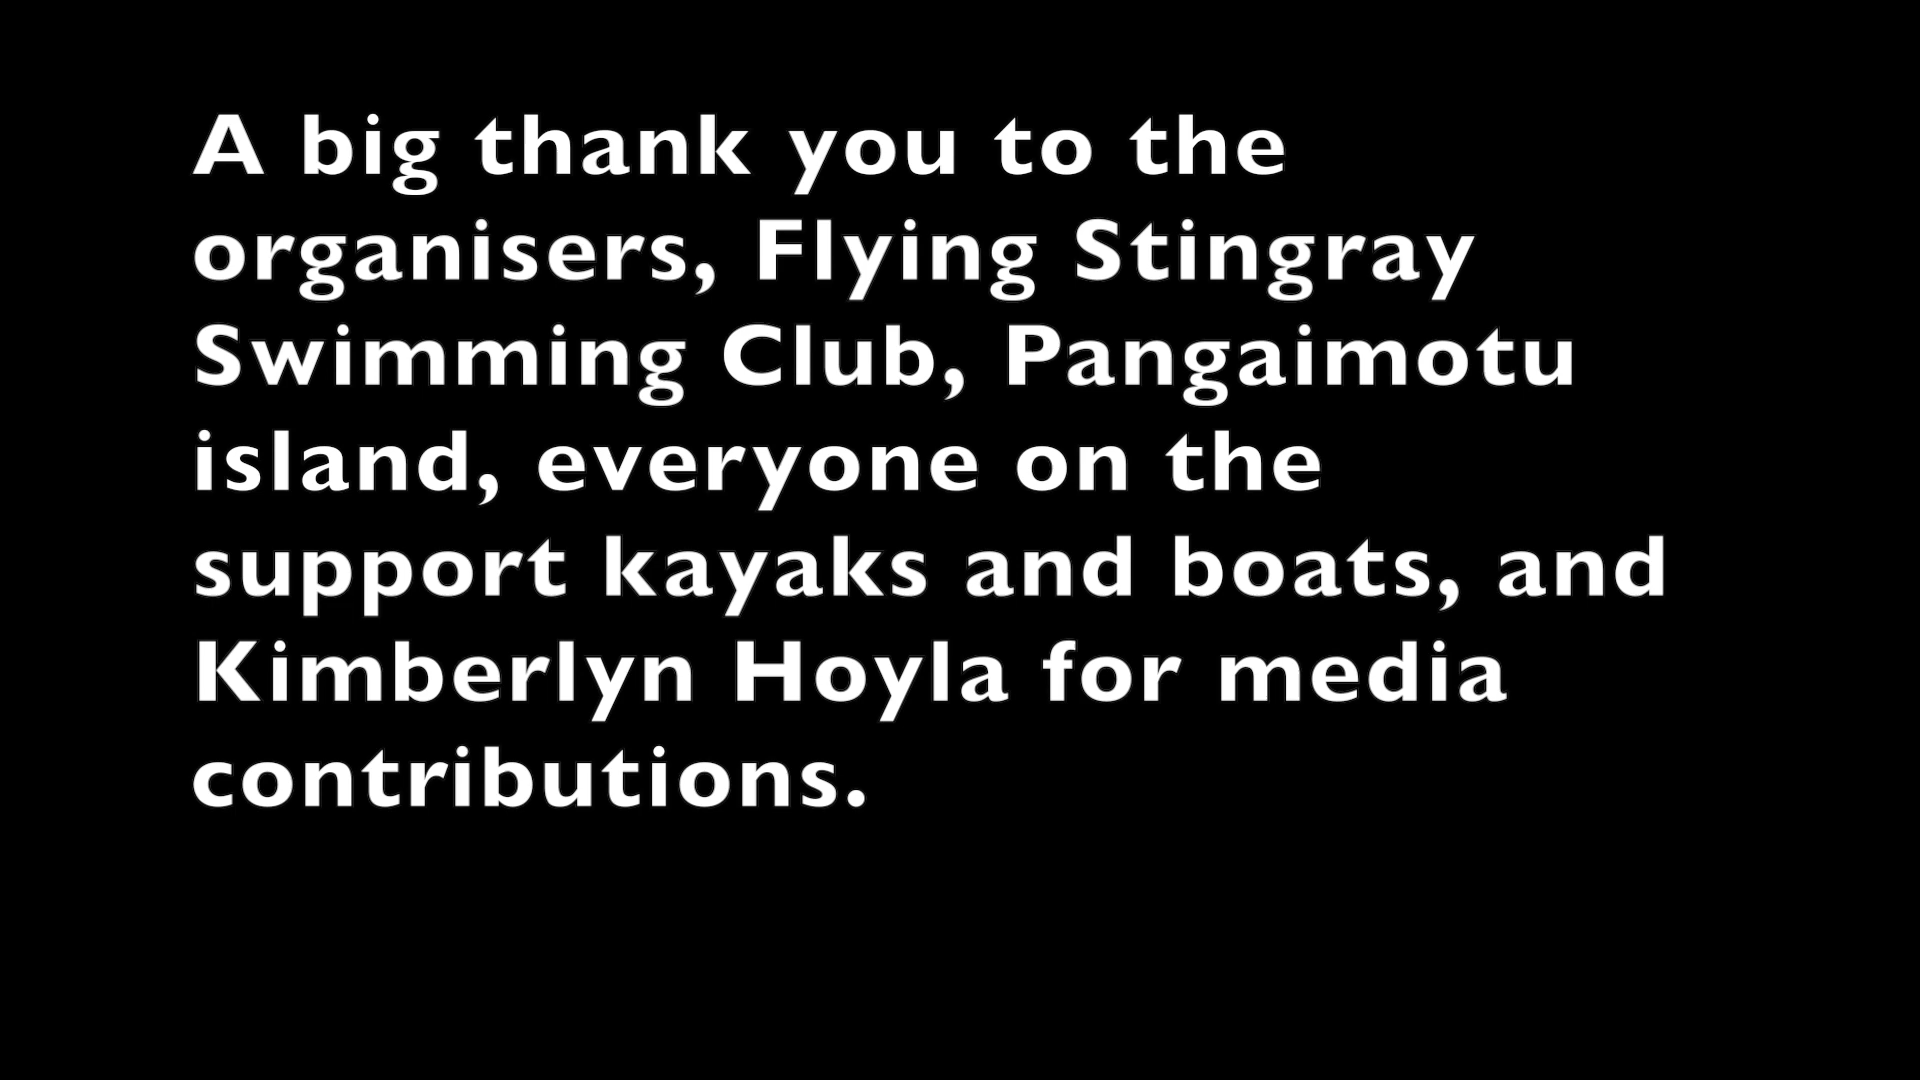 A big thank you to the
organisers, Flying Stingray
Swimming Club, Pangaimotu
island, everyone on the
support kayaks and boats, and
Kimberlyn Hoyla for media
contributions.